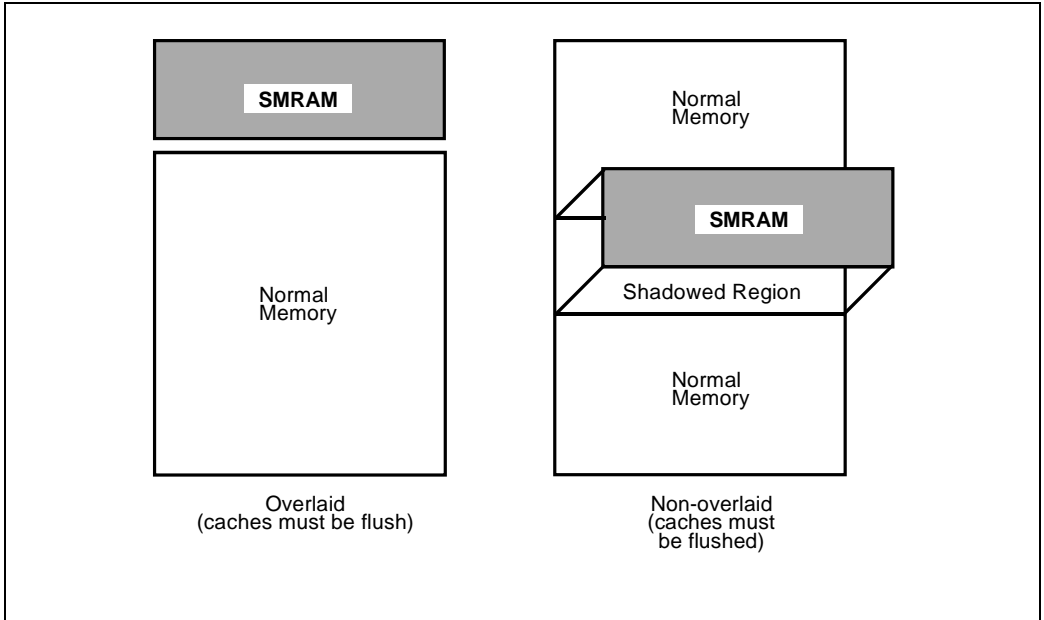 SMRAM
Normal
Memory
Overlaid
(caches must be flush)
Normal
Memory
SMRAM
Shadowed Region
Normal
Memory
Non-overlaid
(caches must
be flushed)